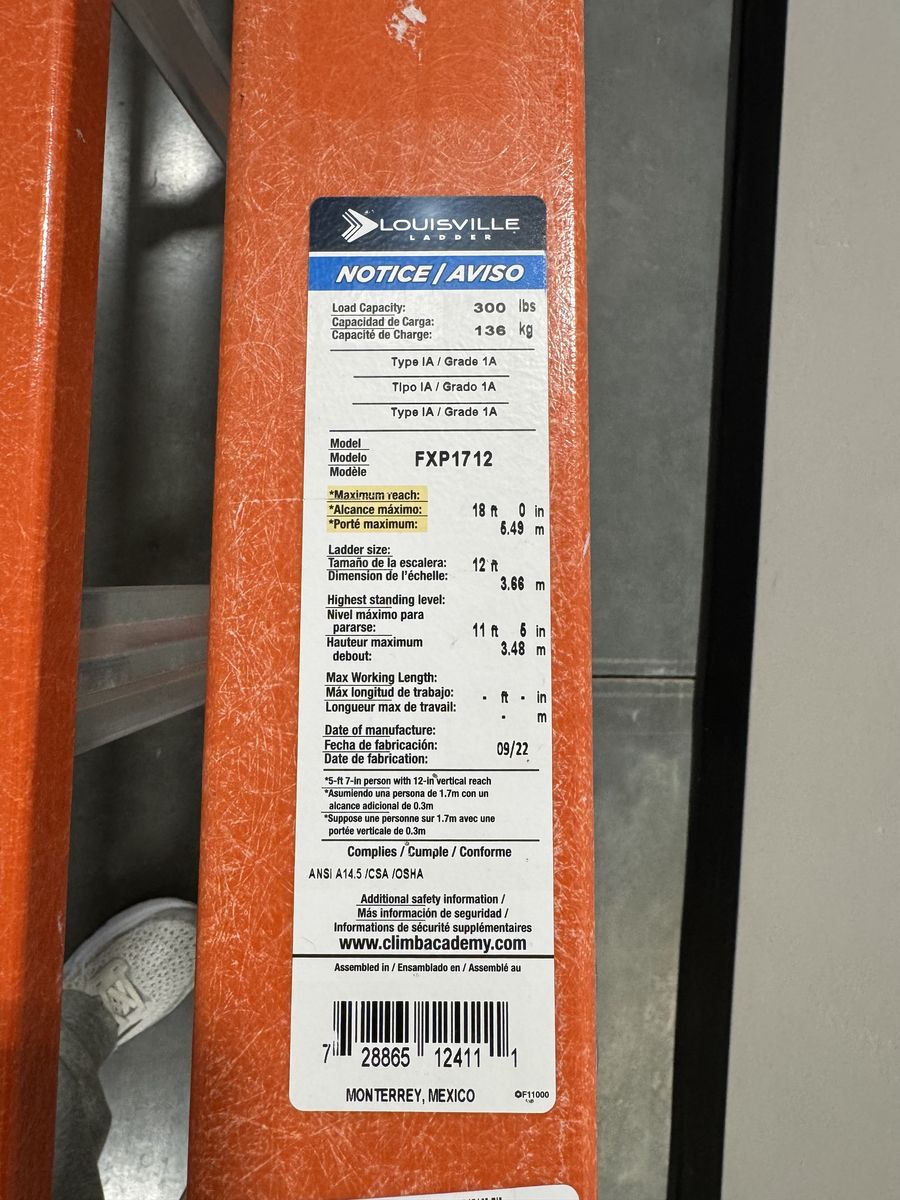 LOUISVILLE
LADDER
NOTICE / AVISO
Load Capacity: 300 lbs
Capacidad de Carga:
Capacité de Charge: 136 kg
Type IA / Grade 1A
Tipo IA / Grado 1A
Type IA / Grade 1A
Model
Modelo FXP1712
Modèle
*Maximum reach:
*Alcance máximo: 18 ft 0 in
*Porté maximum: 5.49 m
Ladder size:
Tamaño de la escalera: 12 ft
Dimension de l'échelle: 3.66 m
Highest standing level:
Nivel máximo para
pararse: 11 ft 5 in
Hauteur maximum 3.48 m
debout:
Max Working Length:
Máx longitud de trabajo: - ft - in
Longueur max de travail: - m
Date of manufacture:
Fecha de fabricación: 09/22
Date de fabrication:
*5-ft 7-in person with 12-in vertical reach
*Asumiendo una persona de 1.7m con un
alcance adicional de 0.3m
*Suppose une personne sur 1.7m avec une
portée verticale de 0.3m
Complies / Cumple / Conforme
ANSI A14.5 /CSA /OSHA
Additional safety information /
Más información de seguridad /
Informations de sécurité supplémentaires
www.climbacademy.com
Assembled in / Ensamblado en / Assemblé au
7 28865 12411 1
MONTERREY, MEXICO
F11000